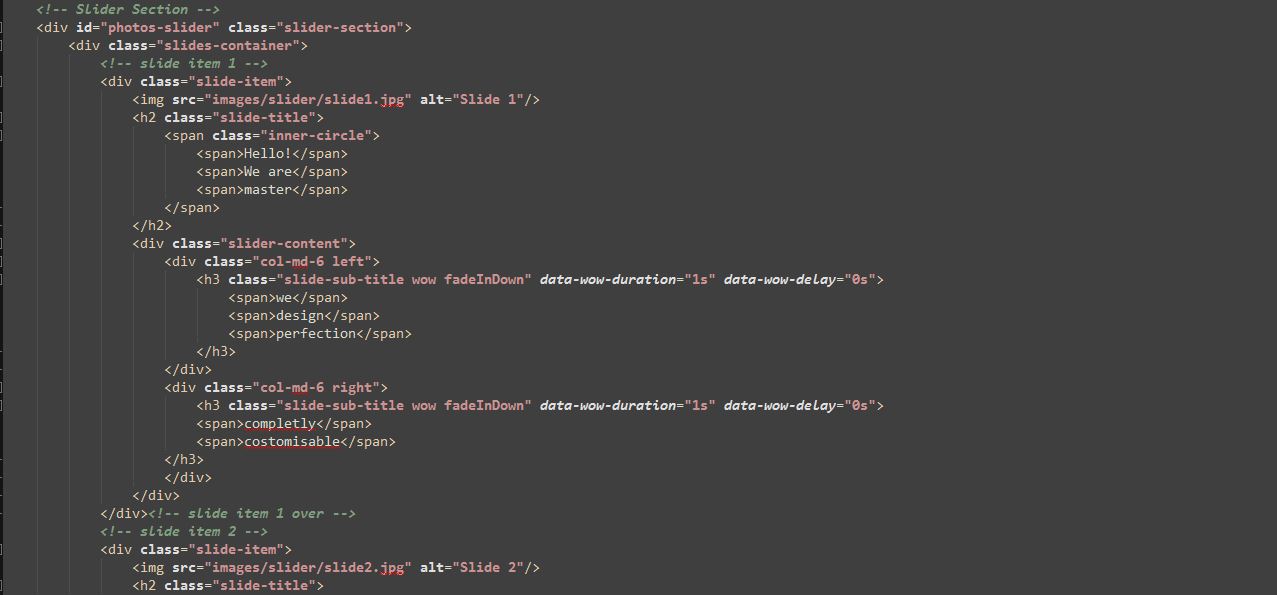 <!-- Slider Section -->
<div id="photos-slider" class="slider-section">
<div class="slides-container">
<!-- slide item 1 -->
<div class="slide-item">
<img src="images/slider/slide1.jpg" alt="Slide 1"/>
<h2 class="slide-title">
<span class="inner-circle">
<span>Hello!</span>
<span>We are</span>
<span>master</span>
</span>
</h2>
<div class="slider-content">
<div class="col-md-6 left">
<h3 class="slide-sub-title wow fadeInDown" data-wow-duration="1s" data-wow-delay="0s">
<span>we</span>
<span>design</span>
<span>perfection</span>
</h3>
</div>
<div class="col-md-6 right">
<h3 class="slide-sub-title wow fadeInDown" data-wow-duration="1s" data-wow-delay="0s">
<span>completly</span>
<span>costomisable</span>
</h3>
</div>
</div>
</div><!-- slide item 1 over -->
<!-- slide item 2 -->
<div class="slide-item">
<img src="images/slider/slide2.jpg" alt="Slide 2"/>
<h2 class="slide-title">